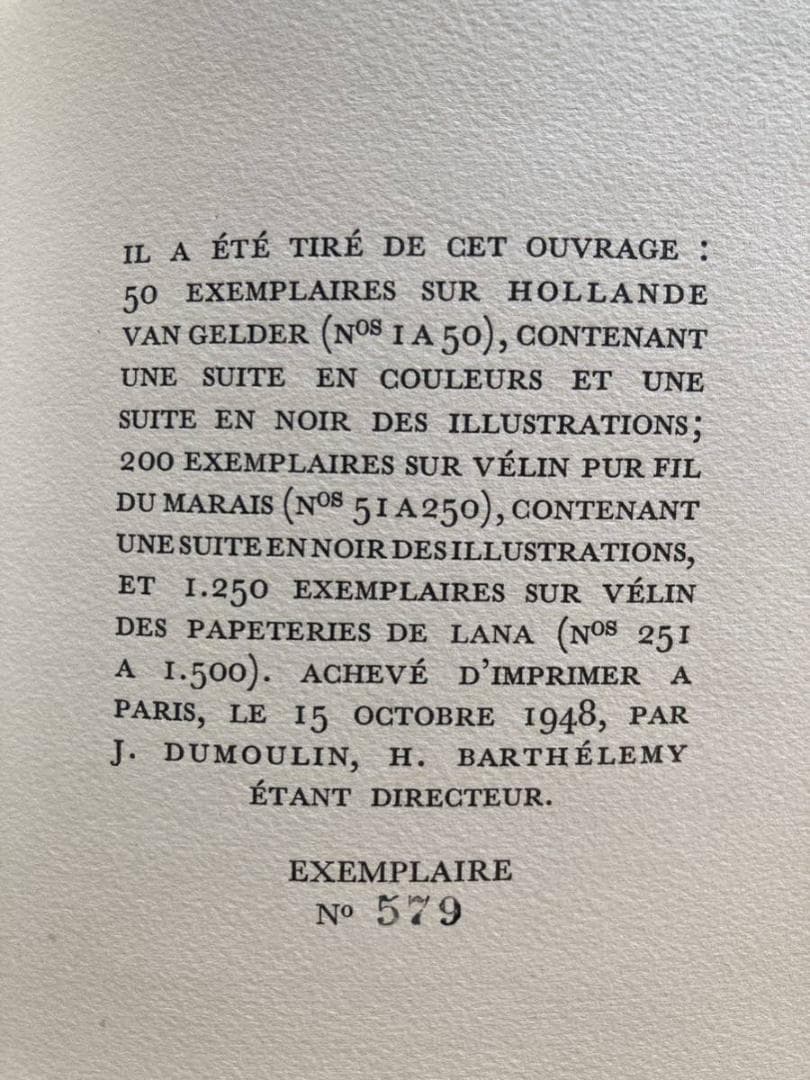 IL A ÉTÉ TIRÉ DE CET OUVRAGE :
50 EXEMPLAIRES SUR HOLLANDE
VAN GELDER (NOS 1 A 50), CONTENANT
UNE SUITE EN COULEURS ET UNE
SUITE EN NOIR DES ILLUSTRATIONS;
200 EXEMPLAIRES SUR VÉLIN PUR FIL
DU MARAIS (NOS 51 A 250), CONTENANT
UNE SUITE EN NOIR DES ILLUSTRATIONS,
ET 1.250 EXEMPLAIRES SUR VÉLIN
DES PAPETERIES DE LANA (NOS 251
A 1.500). ACHEVÉ D'IMPRIMER A
PARIS, LE 15 OCTOBRE 1948, PAR
J. DUMOULIN, H. BARTHÉLEMY
ÉTANT DIRECTEUR.
EXEMPLAIRE
No 579